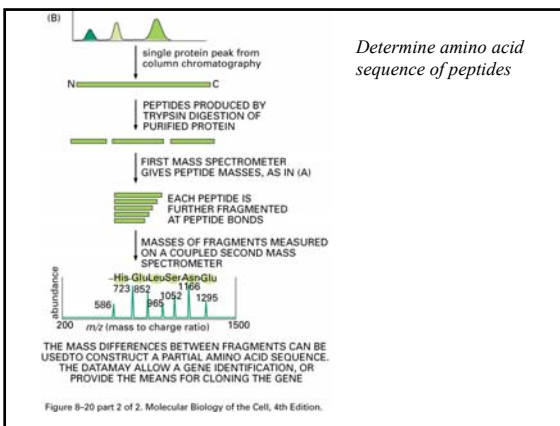 (B)
Determine amino acid
sequence of peptides
single protein peak from
column chromatography
N C
PEPTIDES PRODUCED BY
TRYPSIN DIGESTION OF
PURIFIED PROTEIN
FIRST MASS SPECTROMETER
GIVES PEPTIDE MASSES, AS IN (A)
EACH PEPTIDE IS
FURTHER FRAGMENTED
AT PEPTIDE BONDS
MASSES OF FRAGMENTS MEASURED
ON A COUPLED SECOND MASS
SPECTROMETER
His Glu Leu Ser Asn Glu
586 723 852 965 1052 1166 1295
abundance
200 m/z (mass to charge ratio) 1500
THE MASS DIFFERENCES BETWEEN FRAGMENTS CAN BE
USEDTO CONSTRUCT A PARTIAL AMINO ACID SEQUENCE.
THE DATAMAY ALLOW A GENE IDENTIFICATION, OR
PROVIDE THE MEANS FOR CLONING THE GENE
Figure 8–20 part 2 of 2. Molecular Biology of the Cell, 4th Edition.